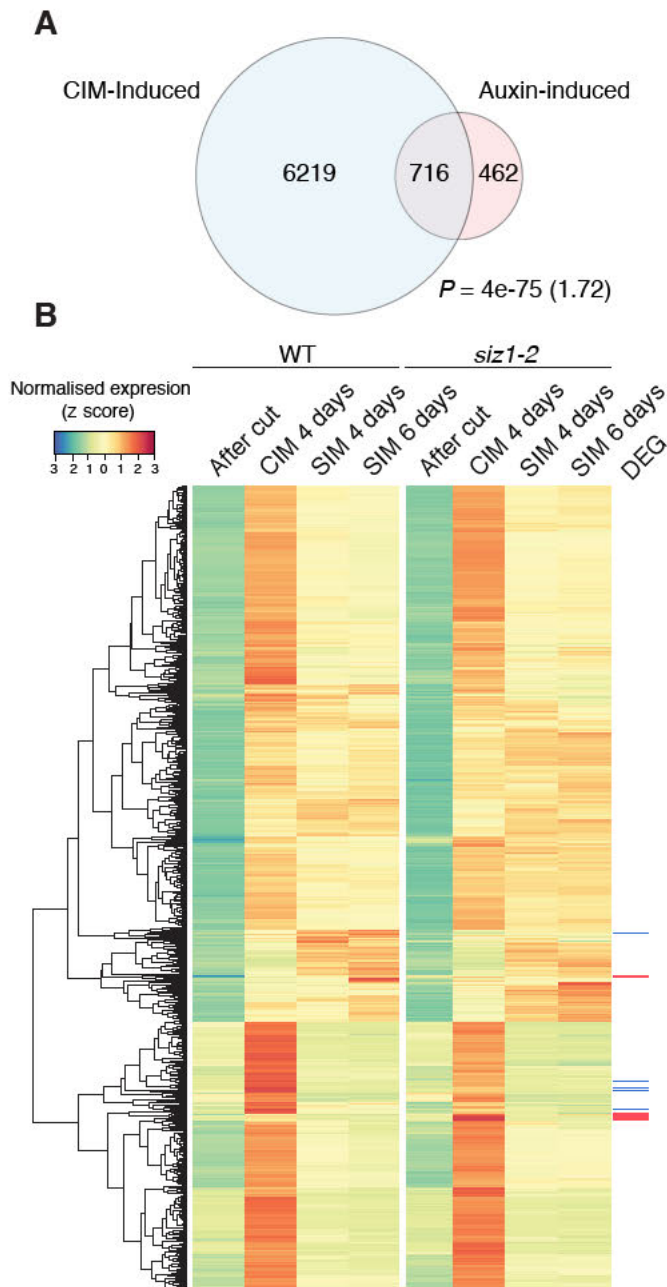 A
CIM-Induced
Auxin-induced
6219
716
462
P = 4e-75 (1.72)
B
WT
siz1-2
Normalised expresion
(z score)
3 2 1 0 1 2 3
After cut
CIM 4 days
SIM 4 days
SIM 6 days
After cut
CIM 4 days
SIM 4 days
SIM 6 days
DEG